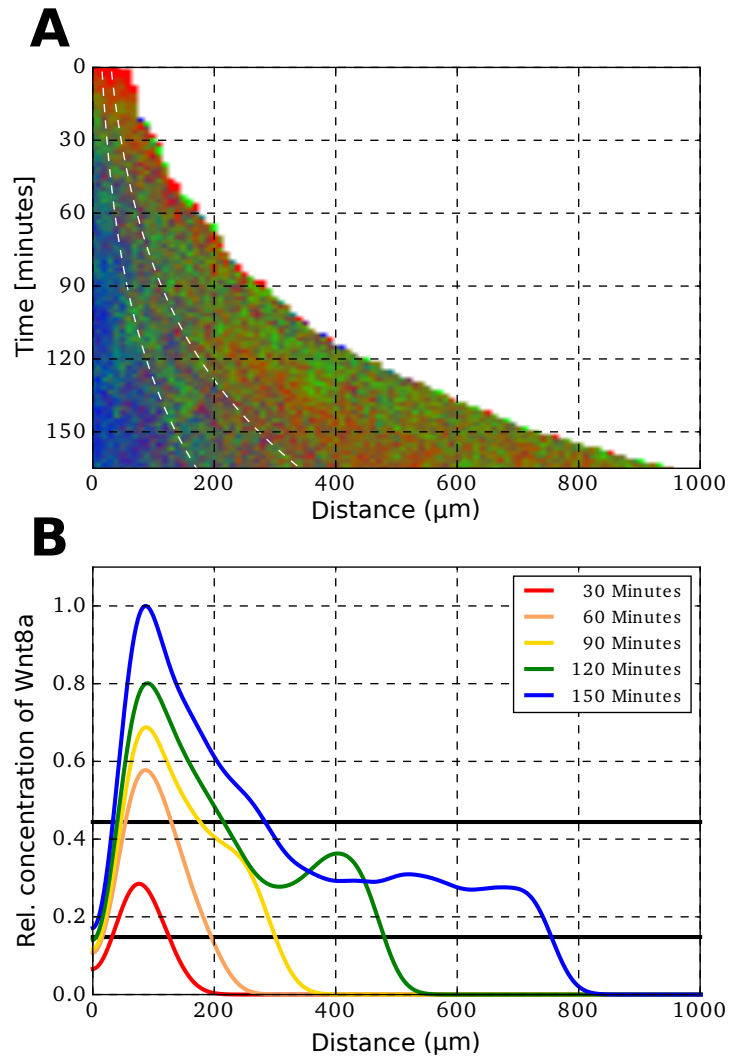 A
0
30
60
90
120
150
Time [minutes]
0 200 400 600 800 1000
Distance (μm)
B
1.0
0.8
0.6
0.4
0.2
0.0
Rel. concentration of Wnt8a
30 Minutes
60 Minutes
90 Minutes
120 Minutes
150 Minutes
0 200 400 600 800 1000
Distance (μm)